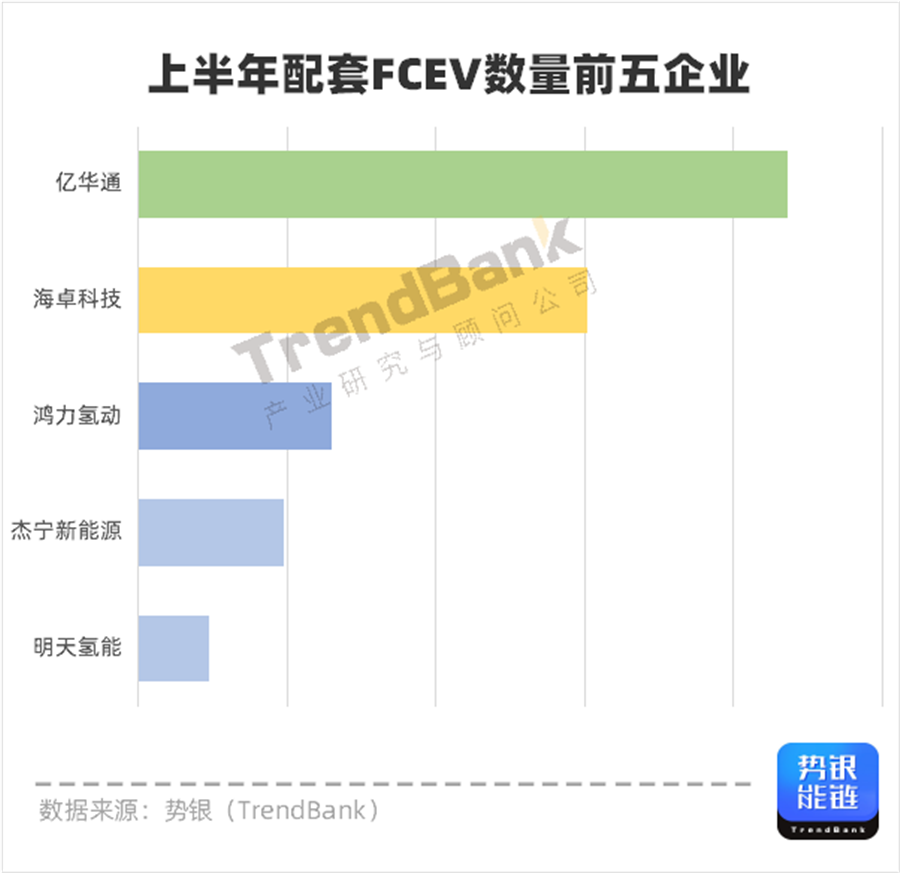 上半年配套FCEV数量前五企业
亿华通
海卓科技
鸿力氢动
杰宁新能源
明天氢能
TrendBank
产业研究与顾问公司
数据来源：势银（TrendBank）
势银
能链
TrendBank